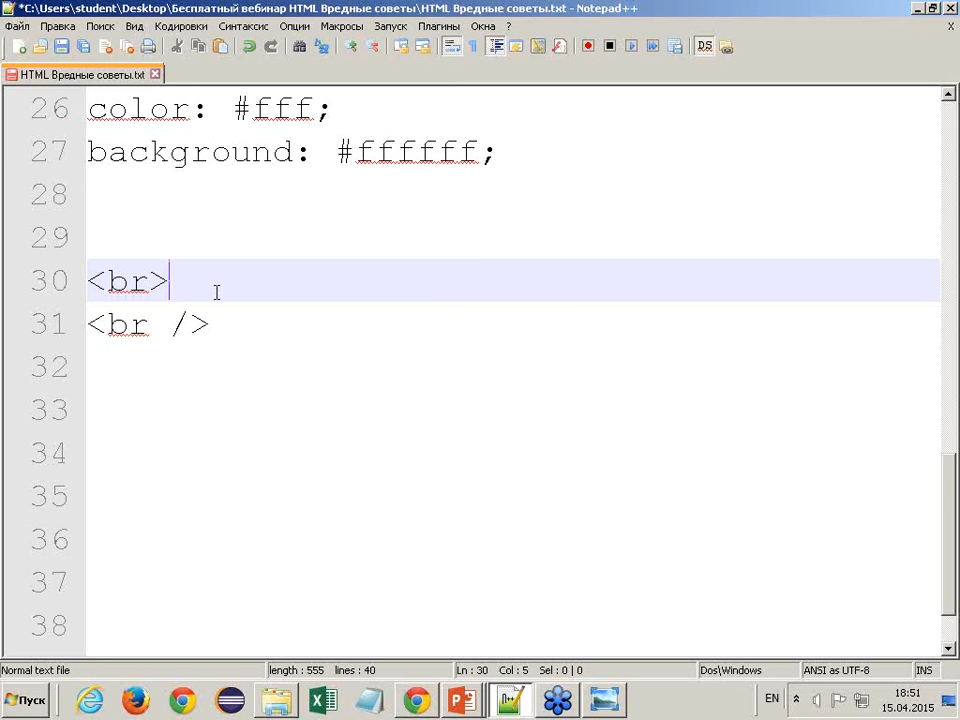 *C:\Users\student\Desktop\Бесплатный вебинар HTML Вредные советы\HTML Вредные советы.txt - Notepad++
Файл Правка Поиск Вид Кодировки Синтаксис Опции Макросы Запуск Плагины Окна ? X
HTML Вредные советы.txt
26 color: #fff;
27 background: #ffffff;
28
29
30 <br>
31 <br />
32
33
34
35
36
37
38
Normal text file length : 555 lines : 40 Ln : 30 Col : 5 Sel : 0 | 0 Dos\Windows ANSI as UTF-8 INS
Пуск EN 18:51
15.04.2015